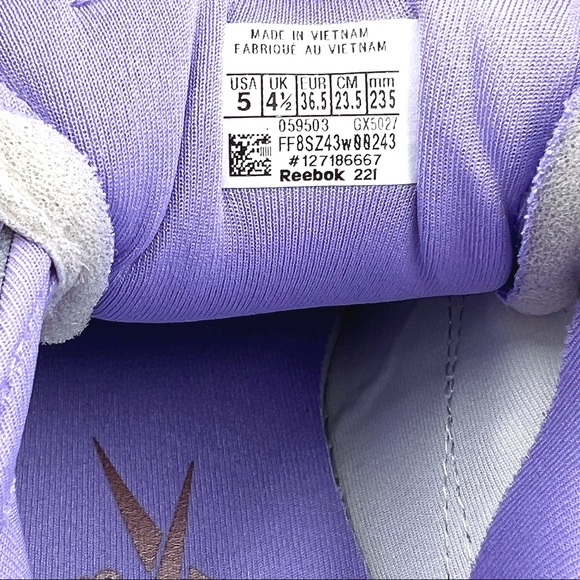 MADE IN VIETNAM
FABRIQUÉ AU VIETNAM
USA UK EUR CM mm
5 4½ 36.5 23.5 235
059503 GX5027
FF8SZ43w00243
#127186667
Reebok 221